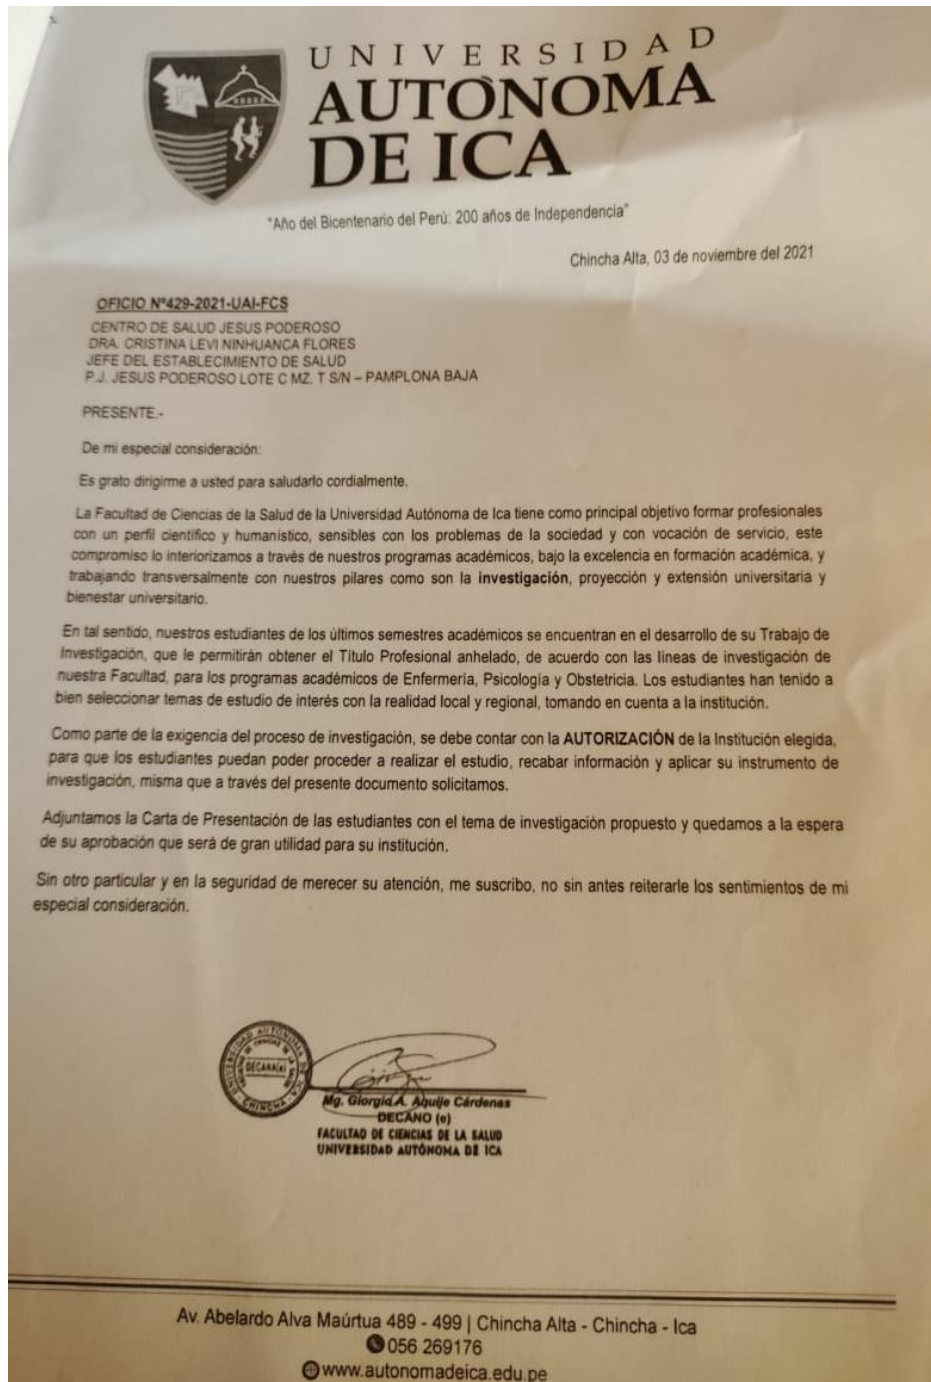 UNIVERSIDAD
AUTÓNOMA
DE ICA
"Año del Bicentenario del Perú: 200 años de Independencia"
Chincha Alta, 03 de noviembre del 2021
OFICIO Nº429-2021-UAI-FCS
CENTRO DE SALUD JESUS PODEROSO
DRA. CRISTINA LEVI NINHUANCA FLORES
JEFE DEL ESTABLECIMIENTO DE SALUD
P.J. JESUS PODEROSO LOTE C MZ. T S/N – PAMPLONA BAJA
PRESENTE.-
De mi especial consideración:
Es grato dirigirme a usted para saludarlo cordialmente.
La Facultad de Ciencias de la Salud de la Universidad Autónoma de Ica tiene como principal objetivo formar profesionales
con un perfil científico y humanístico, sensibles con los problemas de la sociedad y con vocación de servicio, este
compromiso lo interiorizamos a través de nuestros programas académicos, bajo la excelencia en formación académica, y
trabajando transversalmente con nuestros pilares como son la investigación, proyección y extensión universitaria y
bienestar universitario.
En tal sentido, nuestros estudiantes de los últimos semestres académicos se encuentran en el desarrollo de su Trabajo de
Investigación, que le permitirán obtener el Título Profesional anhelado, de acuerdo con las líneas de investigación de
nuestra Facultad, para los programas académicos de Enfermería, Psicología y Obstetricia. Los estudiantes han tenido a
bien seleccionar temas de estudio de interés con la realidad local y regional, tomando en cuenta a la institución.
Como parte de la exigencia del proceso de investigación, se debe contar con la AUTORIZACIÓN de la Institución elegida,
para que los estudiantes puedan poder proceder a realizar el estudio, recabar información y aplicar su instrumento de
investigación, misma que a través del presente documento solicitamos.
Adjuntamos la Carta de Presentación de las estudiantes con el tema de investigación propuesto y quedamos a la espera
de su aprobación que será de gran utilidad para su institución.
Sin otro particular y en la seguridad de merecer su atención, me suscribo, no sin antes reiterarle los sentimientos de mi
especial consideración.
UNIVERSIDAD AUTÓNOMA DE ICA
FACULTAD DE CIENCIAS DE LA SALUD
DECANA(e)
CHINCHA
Mg. Giorgio A. Aquije Cárdenas
DECANO (e)
FACULTAD DE CIENCIAS DE LA SALUD
UNIVERSIDAD AUTÓNOMA DE ICA
Av. Abelardo Alva Maúrtua 489 - 499 | Chincha Alta - Chincha - Ica
056 269176
www.autonomadeica.edu.pe